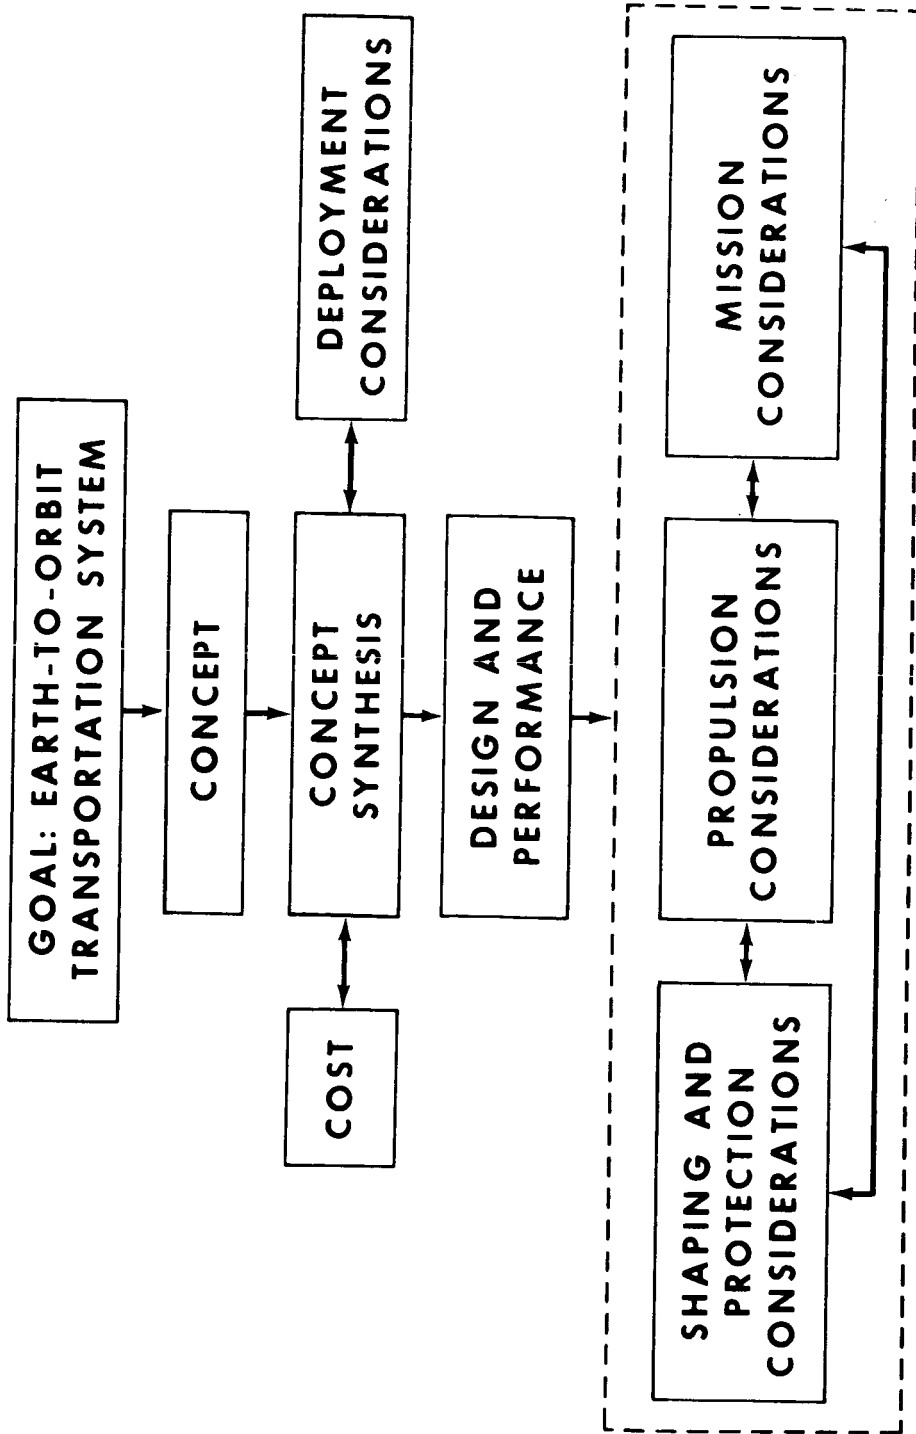 GOAL: EARTH-TO-ORBIT
TRANSPORTATION SYSTEM
CONCEPT
COST
CONCEPT
SYNTHESIS
DEPLOYMENT
CONSIDERATIONS
DESIGN AND
PERFORMANCE
SHAPING AND
PROTECTION
CONSIDERATIONS
PROPULSION
CONSIDERATIONS
MISSION
CONSIDERATIONS